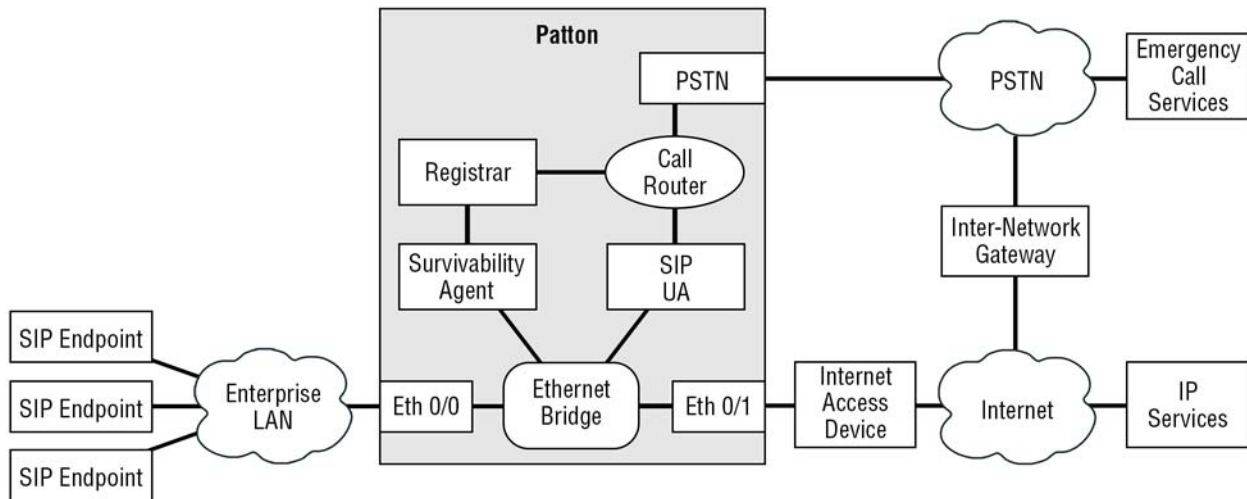 Patton
PSTN
PSTN
Emergency
Call
Services
Registrar
Call
Router
Survivability
Agent
SIP
UA
Inter-Network
Gateway
SIP Endpoint
SIP Endpoint
SIP Endpoint
Enterprise
LAN
Eth 0/0
Ethernet
Bridge
Eth 0/1
Internet
Access
Device
Internet
IP
Services